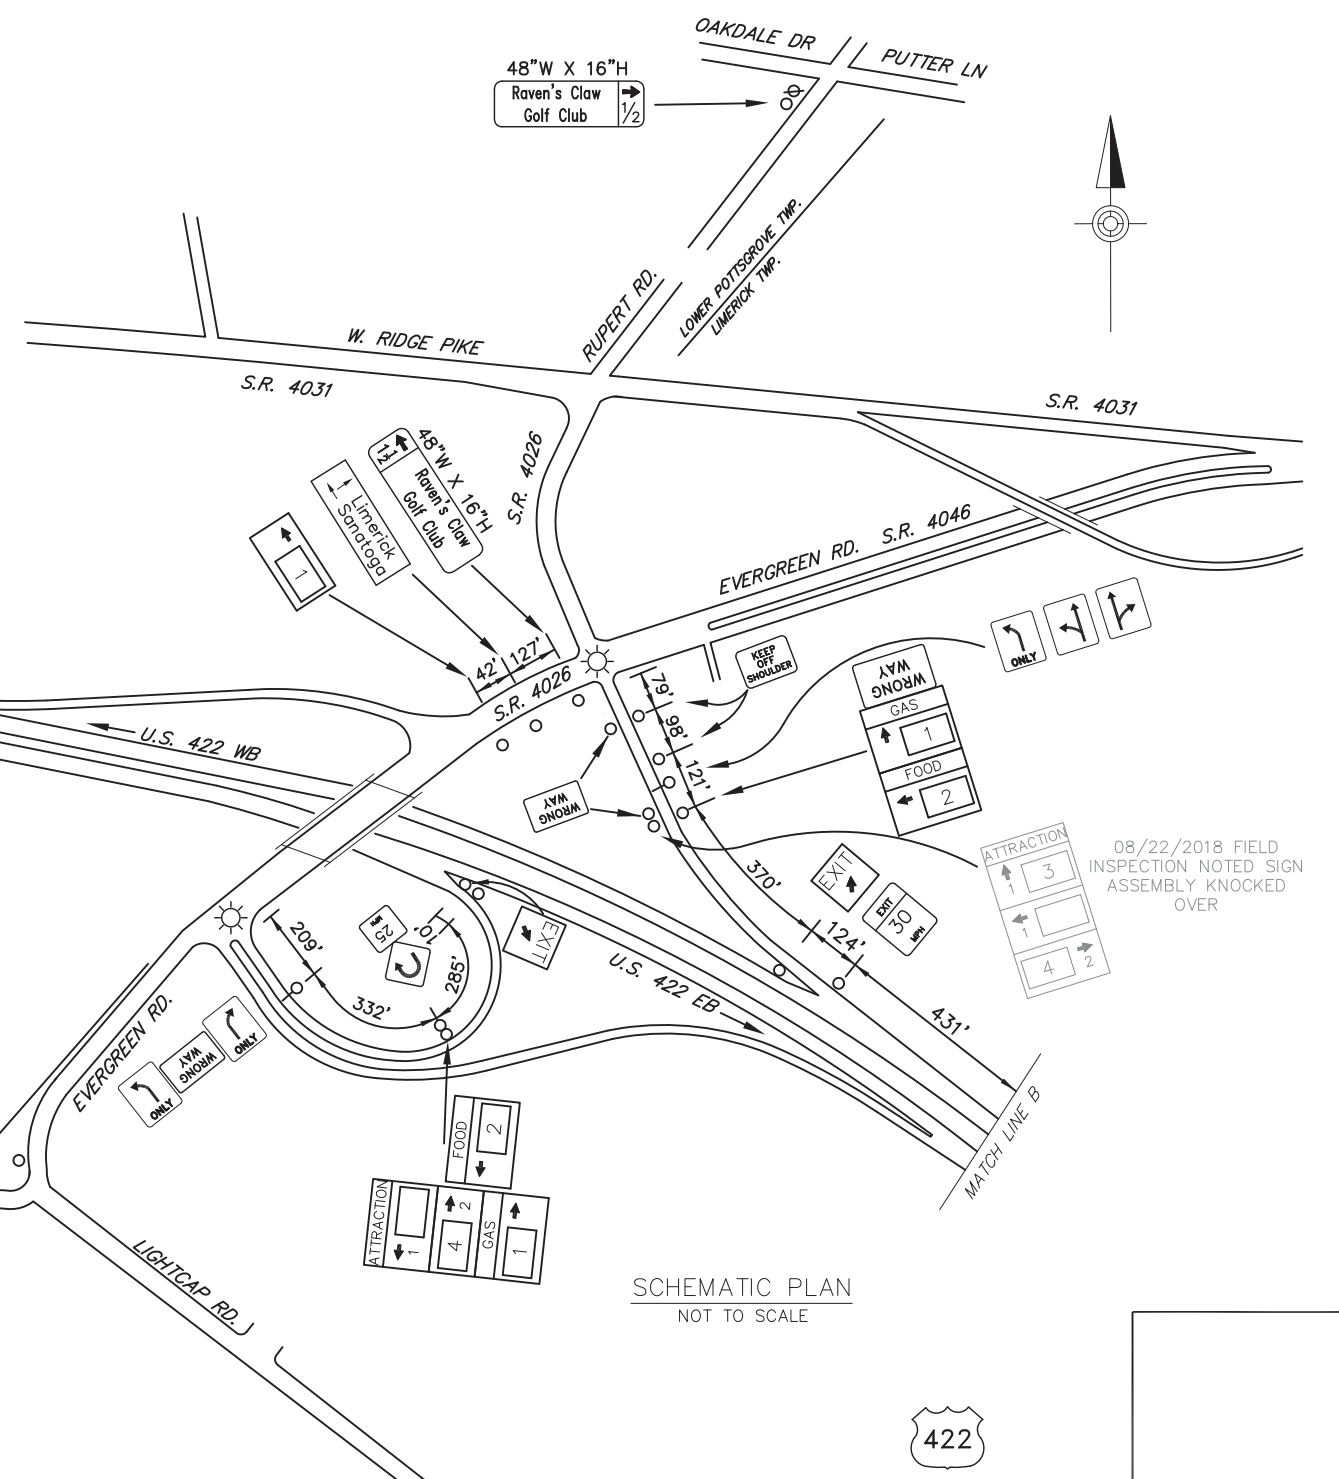 OAKDALE DR
PUTTER LN
48"W X 16"H
Raven's Claw
Golf Club
1/2
LOWER POTTSGROVE TWP.
LIMERICK TWP.
RUPERT RD.
W. RIDGE PIKE
S.R. 4031
S.R. 4031
S.R. 4026
48"W X 16"H
Raven's Claw
Golf Club
1/2
Limerick
Sanatoga
1
EVERGREEN RD. S.R. 4046
42'
127'
S.R. 4026
KEEP
OFF
SHOULDER
ONLY
WRONG
WAY
GAS
1
FOOD
2
79'
98'
121'
U.S. 422 WB
WRONG
WAY
370'
EXIT
EXIT
30
MPH
124'
431'
ATTRACTION
3
1
1
4
2
08/22/2018 FIELD
INSPECTION NOTED SIGN
ASSEMBLY KNOCKED
OVER
209'
25
MPH
10'
285'
332'
EXIT
U.S. 422 EB
EVERGREEN RD.
ONLY
WRONG
WAY
ONLY
MATCH LINE B
FOOD
2
ATTRACTION
1
2
4
GAS
1
LIGHTCAP RD.
SCHEMATIC PLAN
NOT TO SCALE
422